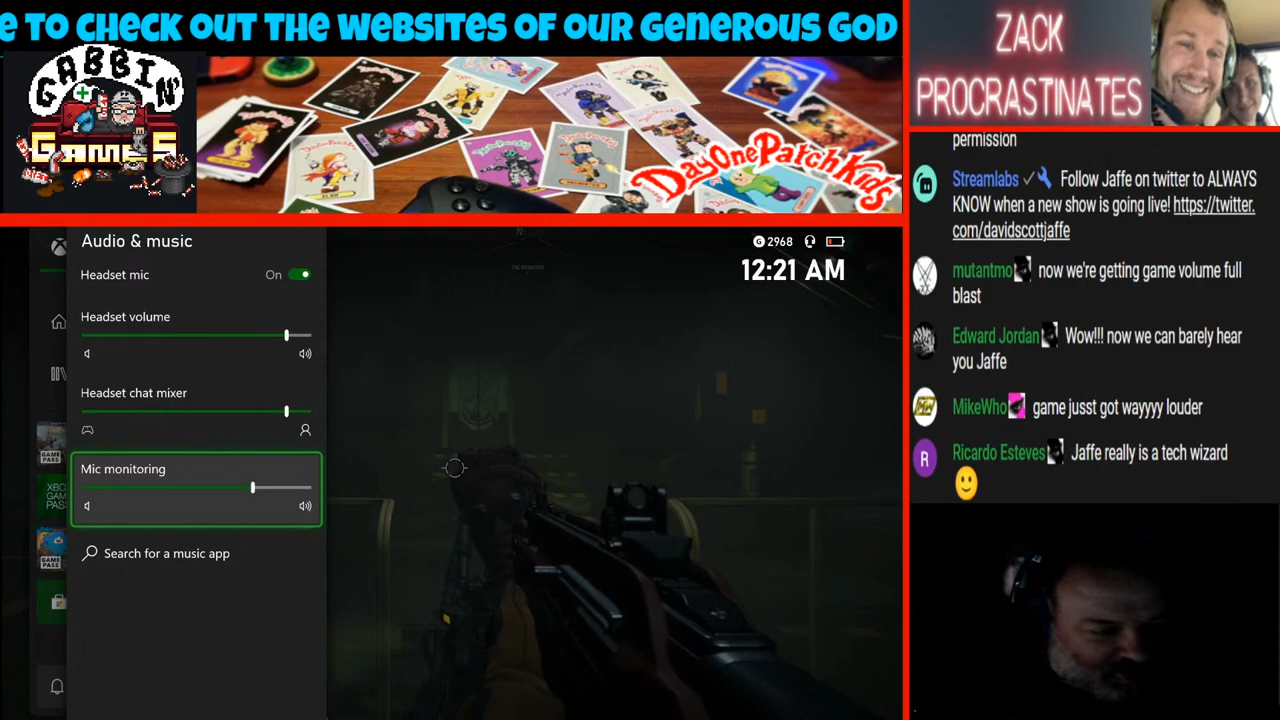 e TO CHECK OUT THE WEBSITES OF OUR GENEROUS GOD
GABBIN'
GAMES
DayOnePatchKids
ZACK
PROCRASTINATES
permission
Streamlabs Follow Jaffe on twitter to ALWAYS
KNOW when a new show is going live! https://twitter.
com/davidscottjaffe
mutantmo now we're getting game volume full
blast
Edward Jordan Wow!!! now we can barely hear
you Jaffe
MikeWho game jusst got wayyyy louder
R Ricardo Esteves Jaffe really is a tech wizard
Audio & music
Headset mic On
Headset volume
Headset chat mixer
Mic monitoring
Search for a music app
G 2968
12:21 AM
N
GAME
PASS
XBOX
GAME
PASS
GAME
PASS